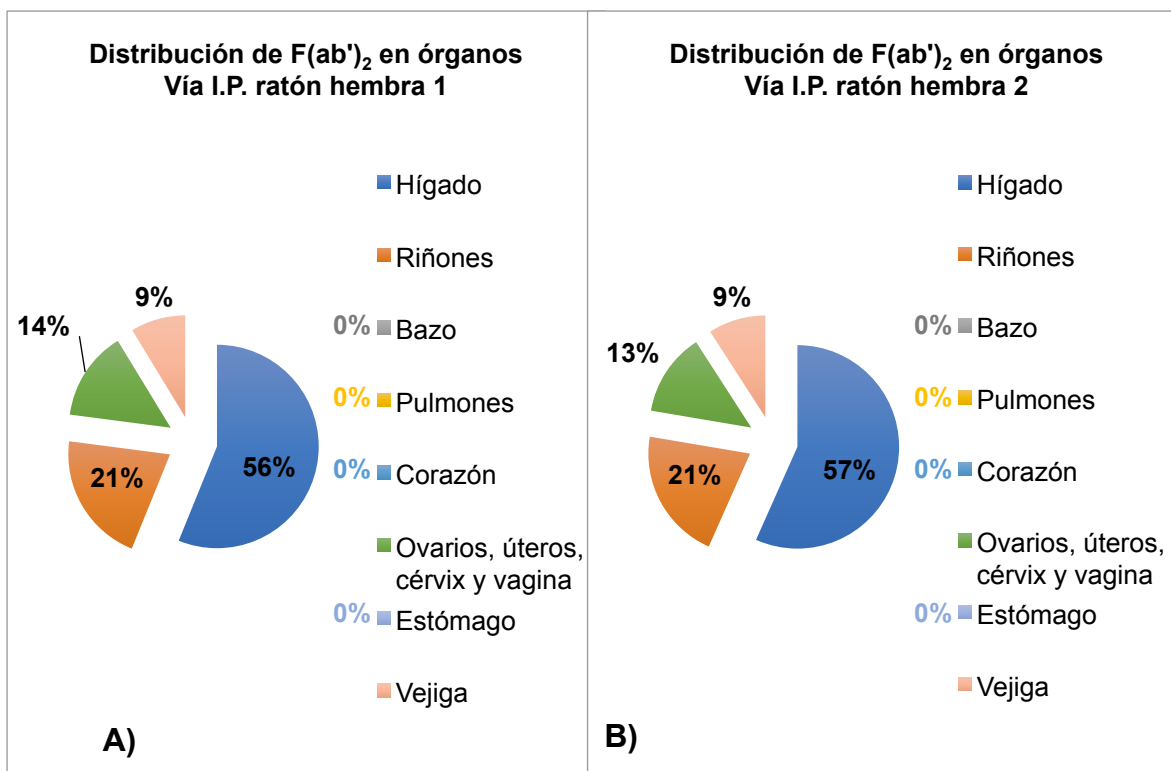 Distribución de F(ab')₂ en órganos
Vía I.P. ratón hembra 1
Hígado
Riñones
0% Bazo
0% Pulmones
0% Corazón
Ovarios, úteros,
cérvix y vagina
0% Estómago
Vejiga
9%
14%
21%
56%
A)
Distribución de F(ab')₂ en órganos
Vía I.P. ratón hembra 2
Hígado
Riñones
0% Bazo
0% Pulmones
0% Corazón
Ovarios, úteros,
cérvix y vagina
0% Estómago
Vejiga
9%
13%
21%
57%
B)